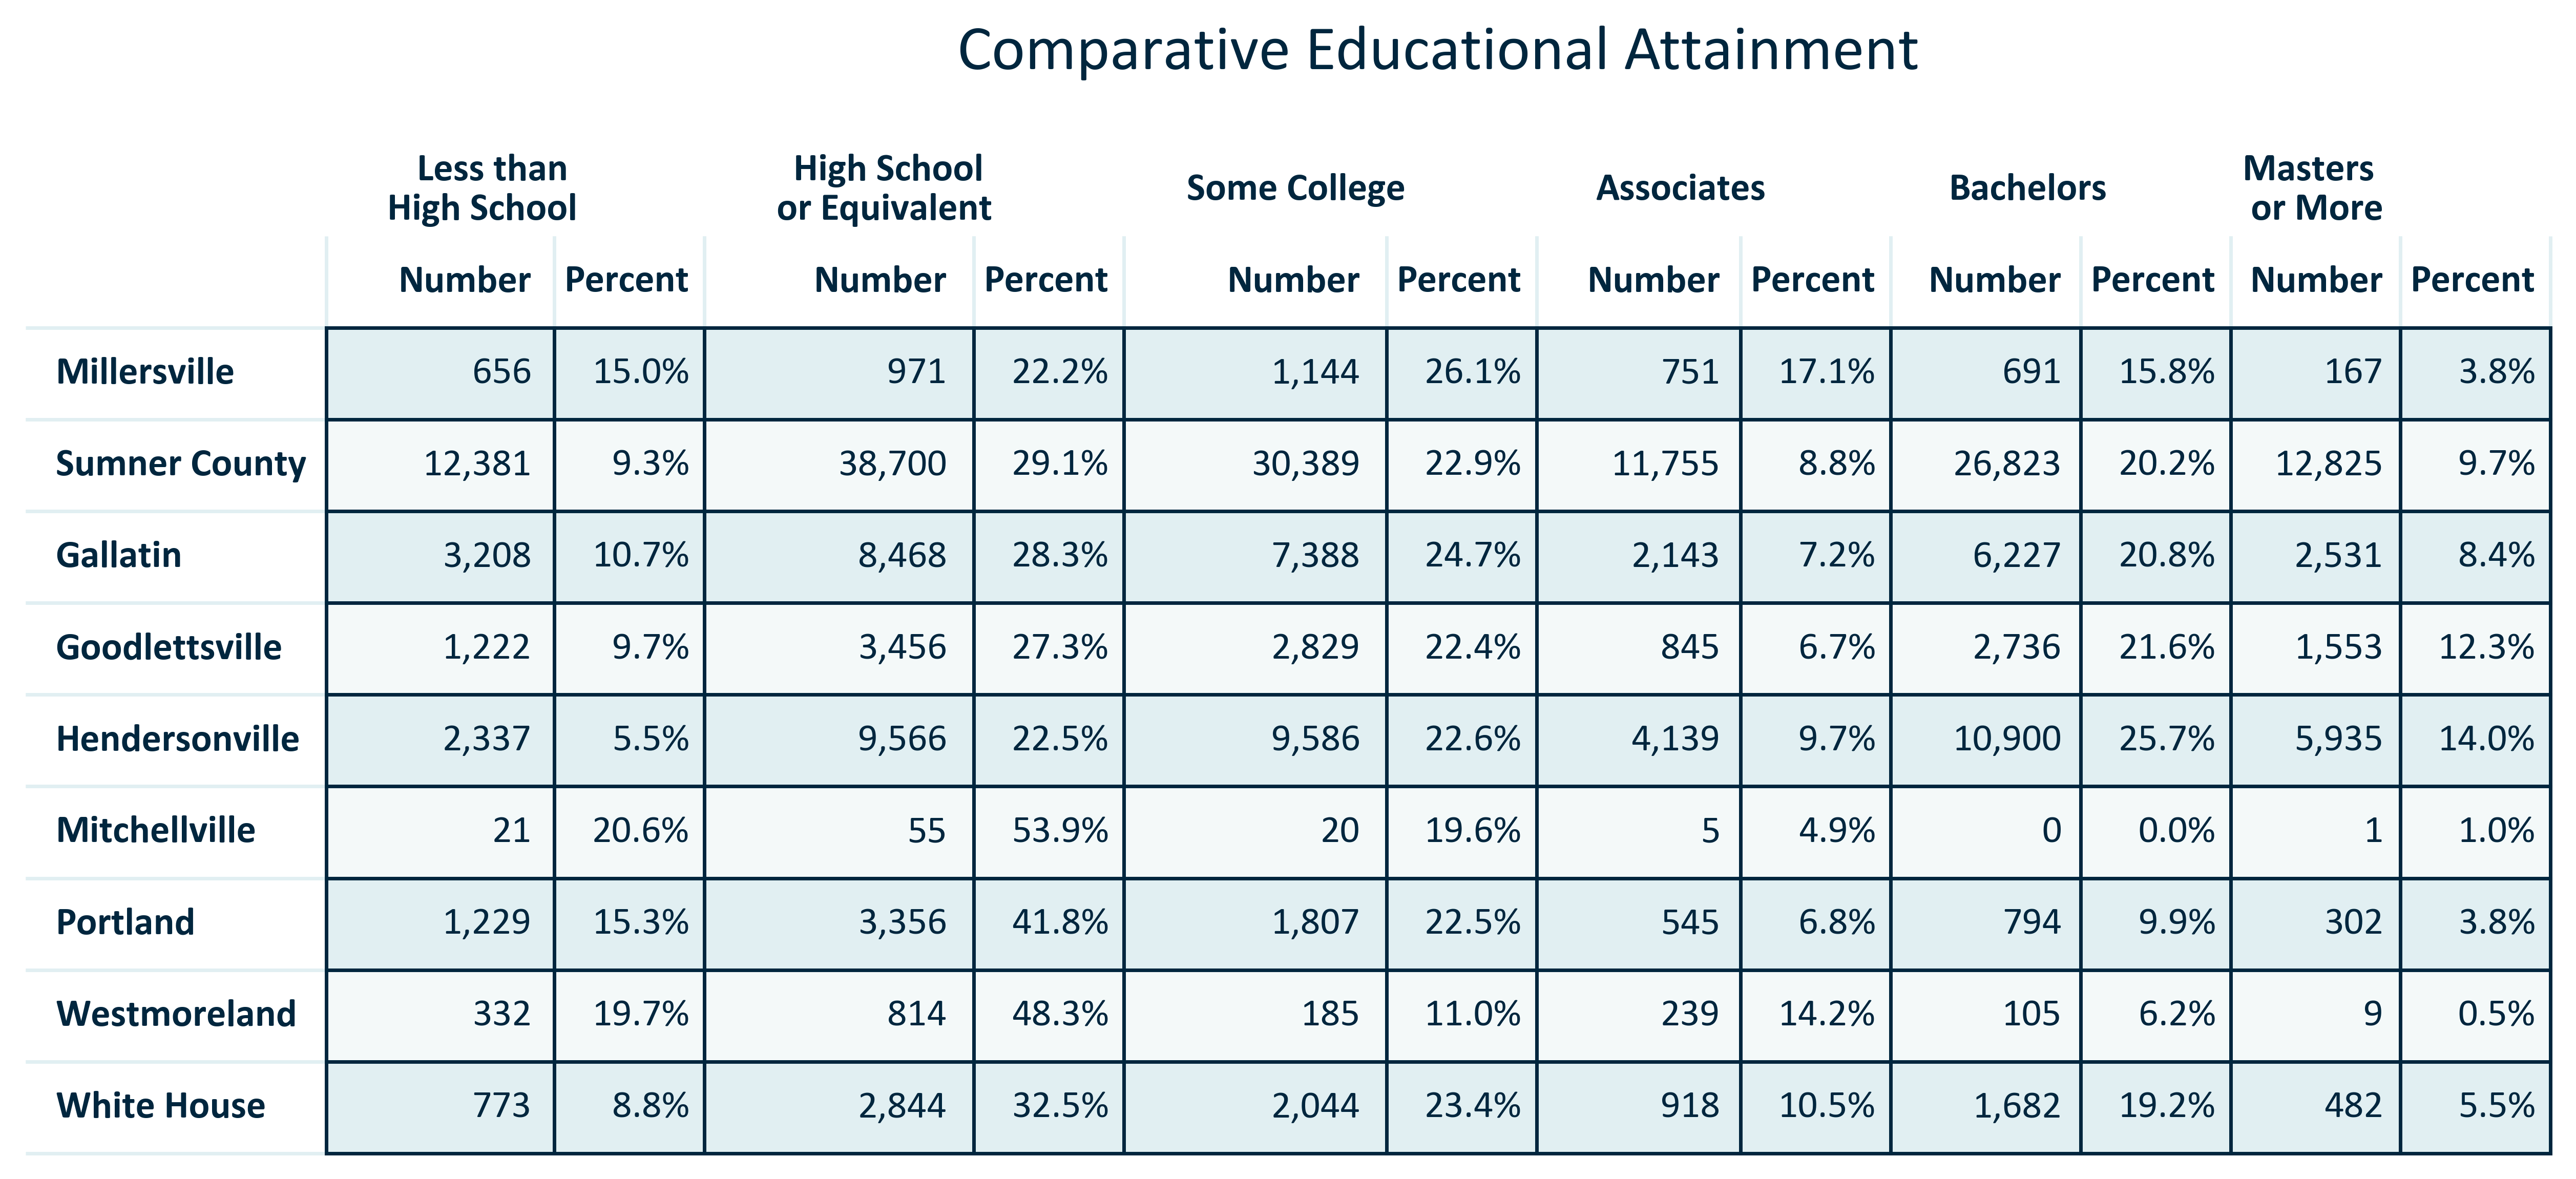 Comparative Educational Attainment
Less than
High School
High School
or Equivalent
Some College
Associates
Bachelors
Masters
or More
Number Percent Number Percent Number Percent Number Percent Number Percent Number Percent
Millersville 656 15.0% 971 22.2% 1,144 26.1% 751 17.1% 691 15.8% 167 3.8%
Sumner County 12,381 9.3% 38,700 29.1% 30,389 22.9% 11,755 8.8% 26,823 20.2% 12,825 9.7%
Gallatin 3,208 10.7% 8,468 28.3% 7,388 24.7% 2,143 7.2% 6,227 20.8% 2,531 8.4%
Goodlettsville 1,222 9.7% 3,456 27.3% 2,829 22.4% 845 6.7% 2,736 21.6% 1,553 12.3%
Hendersonville 2,337 5.5% 9,566 22.5% 9,586 22.6% 4,139 9.7% 10,900 25.7% 5,935 14.0%
Mitchellville 21 20.6% 55 53.9% 20 19.6% 5 4.9% 0 0.0% 1 1.0%
Portland 1,229 15.3% 3,356 41.8% 1,807 22.5% 545 6.8% 794 9.9% 302 3.8%
Westmoreland 332 19.7% 814 48.3% 185 11.0% 239 14.2% 105 6.2% 9 0.5%
White House 773 8.8% 2,844 32.5% 2,044 23.4% 918 10.5% 1,682 19.2% 482 5.5%